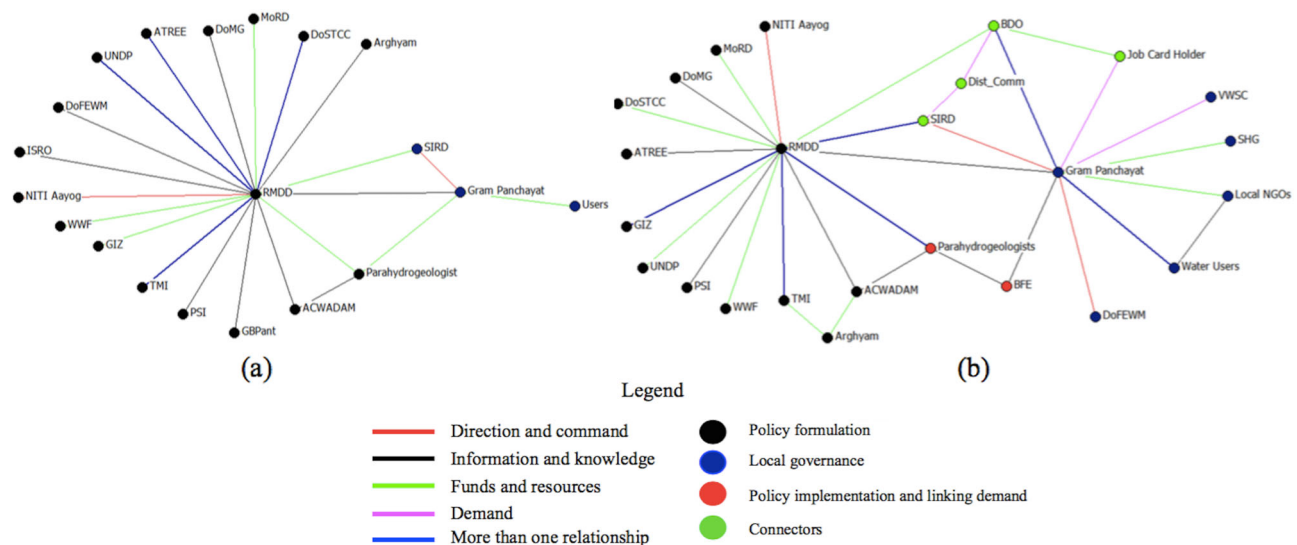 MoRD
ATREE
DoMG
DoSTCC
Arghyam
UNDP
DoFEWM
ISRO
SIRD
NITI Aayog
RMDD
Gram Panchayat
Users
WWF
GIZ
Parahydrogeologist
TMI
ACWADAM
PSI
GBPant
(a)
NITI Aayog
BDO
MoRD
Job Card Holder
DoMG
Dist_Comm
VWSC
DoSTCC
SIRD
SHG
ATREE
RMDD
Gram Panchayat
Local NGOs
GIZ
Parahydrogeologists
Water Users
UNDP
PSI
ACWADAM
BFE
WWF
TMI
DoFEWM
Arghyam
(b)
Legend
Direction and command
Information and knowledge
Funds and resources
Demand
More than one relationship
Policy formulation
Local governance
Policy implementation and linking demand
Connectors